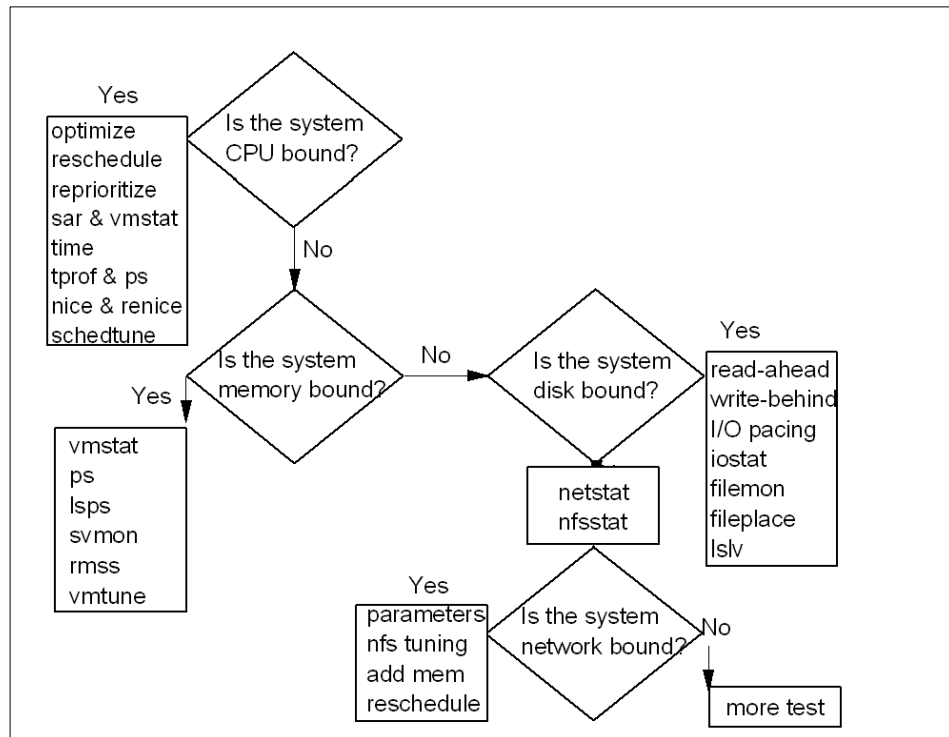 Yes
optimize
reschedule
reprioritize
sar & vmstat
time
tprof & ps
nice & renice
schedtune
Is the system
CPU bound?
No
Is the system
memory bound?
Yes
vmstat
ps
lsps
svmon
rmss
vmtune
No
Is the system
disk bound?
Yes
read-ahead
write-behind
I/O pacing
iostat
filemon
fileplace
lslv
netstat
nfsstat
Is the system
network bound?
Yes
parameters
nfs tuning
add mem
reschedule
No
more test